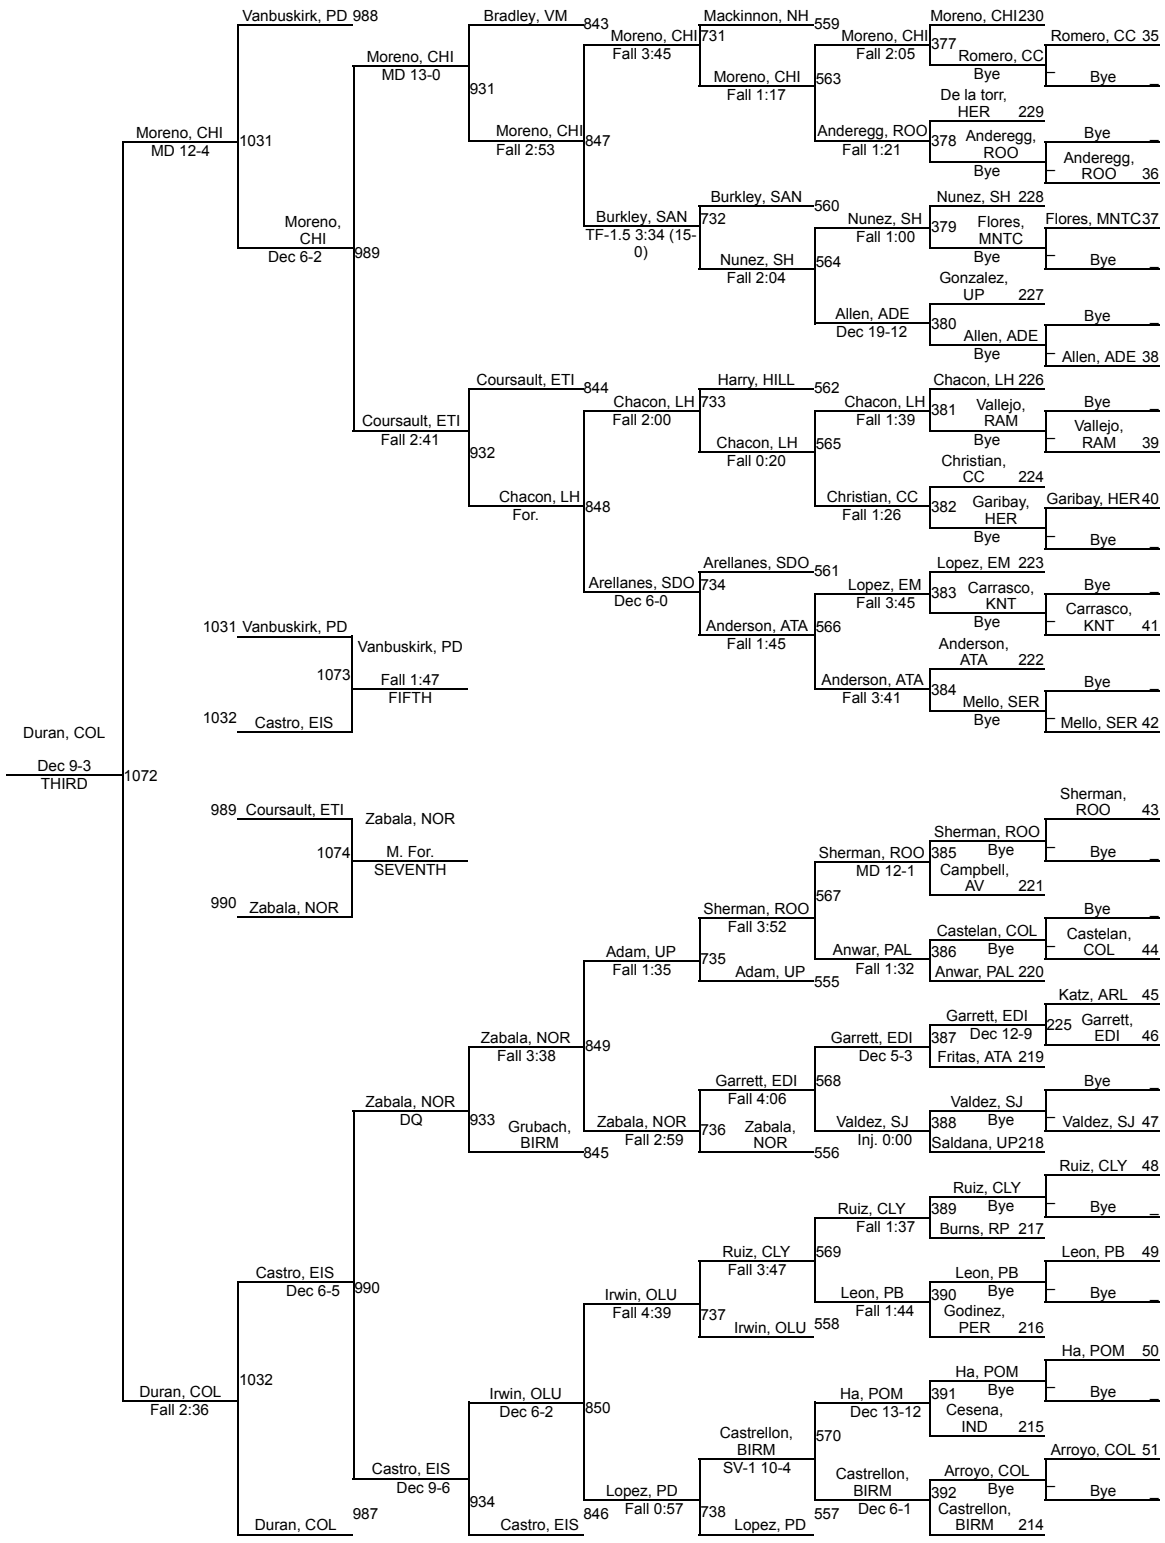 Vanbuskirk, PD 988
Bradley, VM 843
Mackinnon, NH 559
Moreno, CHI 230
Romero, CC 35
Moreno, CHI
Fall 3:45
731
Moreno, CHI
Fall 2:05
377
Romero, CC
Bye
_
Bye _
Moreno, CHI
MD 13-0
931
Moreno, CHI
Fall 1:17
563
De la torr,
HER 229
Moreno, CHI
MD 12-4
1031
Moreno, CHI
Fall 2:53
847
Anderegg, ROO
Fall 1:21
378
Anderegg,
ROO
Bye
Bye _
_
Anderegg,
ROO 36
Burkley, SAN 560
Nunez, SH 228
Moreno,
CHI
Dec 6-2
989
Burkley, SAN
TF-1.5 3:34 (15-
0)
732
Nunez, SH
Fall 1:00
379
Flores,
MNTC
Bye
Flores, MNTC 37
_
Bye _
Nunez, SH
Fall 2:04
564
Gonzalez,
UP 227
Allen, ADE
Dec 19-12
380
Allen, ADE
Bye
Bye _
_
Allen, ADE 38
Coursault, ETI 844
Harry, HILL 562
Chacon, LH 226
Chacon, LH
Fall 2:00
733
Chacon, LH
Fall 1:39
381
Vallejo,
RAM
Bye
Bye _
_
Vallejo,
RAM 39
Coursault, ETI
Fall 2:41
932
Chacon, LH
Fall 0:20
565
Christian,
CC 224
Chacon, LH
For.
848
Christian, CC
Fall 1:26
382
Garibay,
HER
Bye
Garibay, HER 40
_
Bye _
Arellanes, SDO 561
Lopez, EM 223
Arellanes, SDO
Dec 6-0
734
Lopez, EM
Fall 3:45
383
Carrasco,
KNT
Bye
Bye _
_
Carrasco,
KNT 41
Anderson, ATA
Fall 1:45
566
Anderson,
ATA 222
1031 Vanbuskirk, PD
Vanbuskirk, PD
1073
Fall 1:47
FIFTH
Anderson, ATA
Fall 3:41
384
Mello, SER
Bye
Bye _
_
Mello, SER 42
1032 Castro, EIS
Duran, COL
Dec 9-3
THIRD
1072
989 Coursault, ETI
Zabala, NOR
1074
M. For.
SEVENTH
990 Zabala, NOR
Sherman,
ROO 43
Sherman, ROO
385
Bye
_
Bye _
Sherman, ROO
MD 12-1
Campbell,
AV 221
567
Sherman, ROO
Fall 3:52
Bye _
Castelan, COL
386
Bye
_
Castelan,
COL 44
Adam, UP
Fall 1:35
735
Adam, UP 555
Anwar, PAL
Fall 1:32
Anwar, PAL 220
Katz, ARL 45
Garrett, EDI
Dec 12-9
225
Garrett,
EDI 46
Zabala, NOR
Fall 3:38
849
Garrett, EDI
Dec 5-3
387
Fritas, ATA 219
Garrett, EDI
Fall 4:06
568
Bye _
Zabala, NOR
DQ
933
Grubach,
BIRM 845
Zabala, NOR
Fall 2:59
736
Zabala,
NOR 556
Valdez, SJ
Inj. 0:00
Valdez, SJ
388
Bye
_
Valdez, SJ 47
Saldana, UP 218
Ruiz, CLY 48
Ruiz, CLY
389
Bye
_
Bye _
Ruiz, CLY
Fall 1:37
Burns, RP 217
Ruiz, CLY
Fall 3:47
569
Leon, PB 49
Castro, EIS
Dec 6-5
990
Irwin, OLU
Fall 4:39
737
Irwin, OLU 558
Leon, PB
Fall 1:44
Leon, PB
390
Bye
_
Bye _
Godinez,
PER 216
Ha, POM 50
Duran, COL
Fall 2:36
1032
Irwin, OLU
Dec 6-2
850
Ha, POM
Dec 13-12
Ha, POM
391
Bye
_
Bye _
Cesena,
IND 215
Castrellon,
BIRM
SV-1 10-4
570
Arroyo, COL 51
Castro, EIS
Dec 9-6
934
Castro, EIS 846
Lopez, PD
Fall 0:57
738
Lopez, PD 557
Castrellon,
BIRM
Dec 6-1
Arroyo, COL
392
Bye
_
Bye _
Castrellon,
BIRM 214
Duran, COL 987